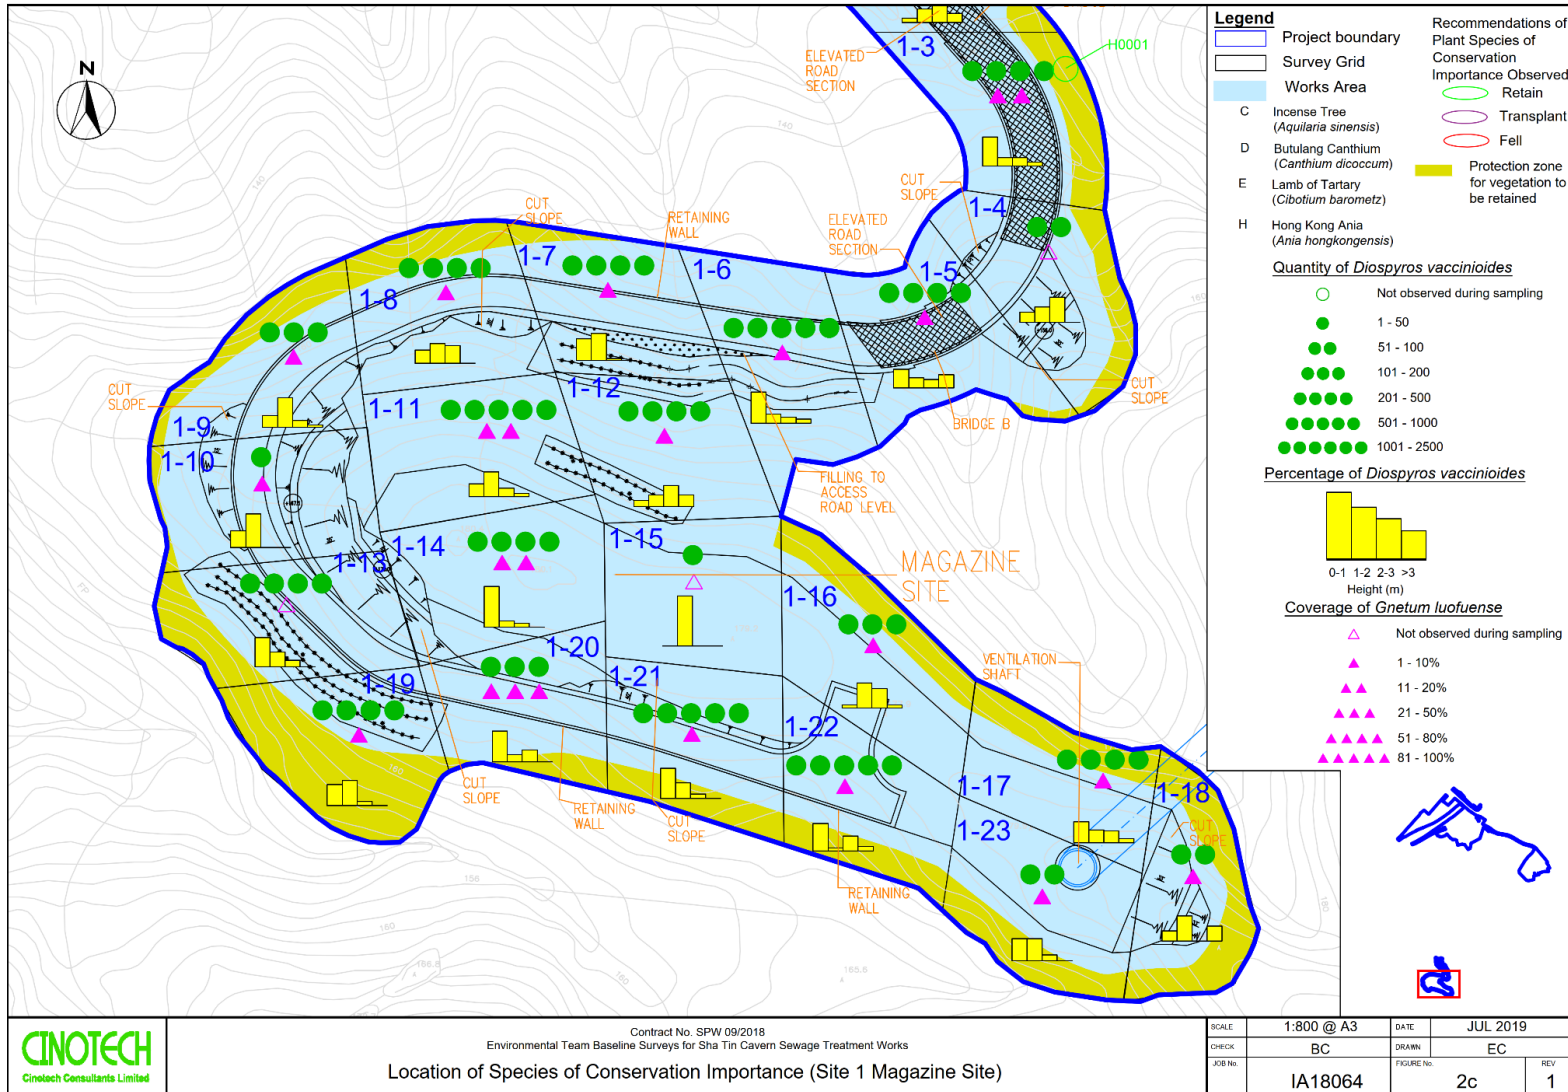 N
ELEVATED
ROAD
SECTION
1-3
H0001
140
CUT
SLOPE
1-4
CUT
SLOPE
RETAINING
WALL
ELEVATED
ROAD
SECTION
1-7
1-6
1-5
1-8
160
CUT
SLOPE
1-12
1-11
CUT
SLOPE
1-9
BRIDGE B
1-10
FILLING TO
ACCESS
ROAD LEVEL
1-15
1-14
1-13
MAGAZINE
SITE
1-16
1-20
VENTILATION
SHAFT
1-21
1-19
1-22
1-17
1-18
160
CUT
SLOPE
RETAINING
WALL
CUT
SLOPE
1-23
CUT
SLOPE
RETAINING
WALL
156
180
160
166.8
160
165.6
Legend
Project boundary
Survey Grid
Works Area
C Incense Tree
(Aquilaria sinensis)
D Butulang Canthium
(Canthium dicoccum)
E Lamb of Tartary
(Cibotium barometz)
H Hong Kong Ania
(Ania hongkongensis)
Recommendations of
Plant Species of
Conservation
Importance Observed
Retain
Transplant
Fell
Protection zone
for vegetation to
be retained
Quantity of Diospyros vaccinioides
Not observed during sampling
1 - 50
51 - 100
101 - 200
201 - 500
501 - 1000
1001 - 2500
Percentage of Diospyros vaccinioides
0-1 1-2 2-3 >3
Height (m)
Coverage of Gnetum luofuense
Not observed during sampling
1 - 10%
11 - 20%
21 - 50%
51 - 80%
81 - 100%
CINOTECH
Cinotech Consultants Limited
Contract No. SPW 09/2018
Environmental Team Baseline Surveys for Sha Tin Cavern Sewage Treatment Works
Location of Species of Conservation Importance (Site 1 Magazine Site)
SCALE 1:800 @ A3 DATE JUL 2019
CHECK BC DRAWN EC
JOB No. IA18064 FIGURE No. 2c REV 1